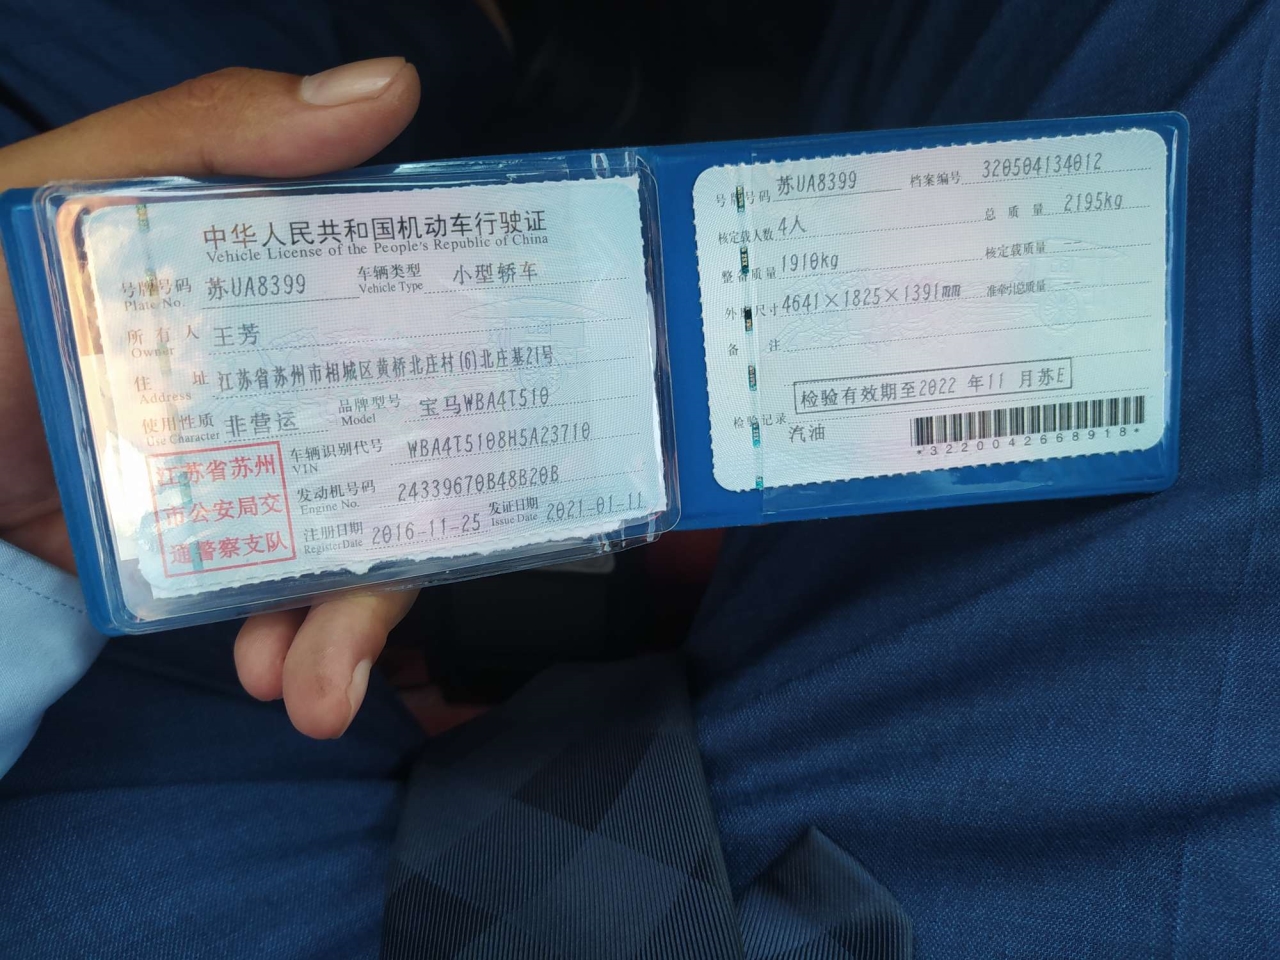 中华人民共和国机动车行驶证
Vehicle License of the People's Republic of China
号牌号码 苏UA8399 车辆类型 小型轿车
Plate No. Vehicle Type
所有人 王芳
Owner
住址 江苏省苏州市相城区黄桥北庄村(6)北庄基21号
Address
使用性质 非营运 品牌型号 宝马WBA4T510
Use Character Model
江苏省苏州
市公安局交
通警察支队
车辆识别代号 WBA4T5108H5A23710
VIN
发动机号码 24339670B48B20B
Engine No.
注册日期 2016-11-25 发证日期 2021-01-11
Register Date Issue Date
号牌号码 苏UA8399 档案编号 320504134012
核定载人数 4人 总质量 2195kg
整备质量 1910kg 核定载质量 --
外廓尺寸 4641×1825×1391mm 准牵引总质量 --
备注
检验有效期至2022 年11 月苏E
检验记录
汽油
*3220042668918*